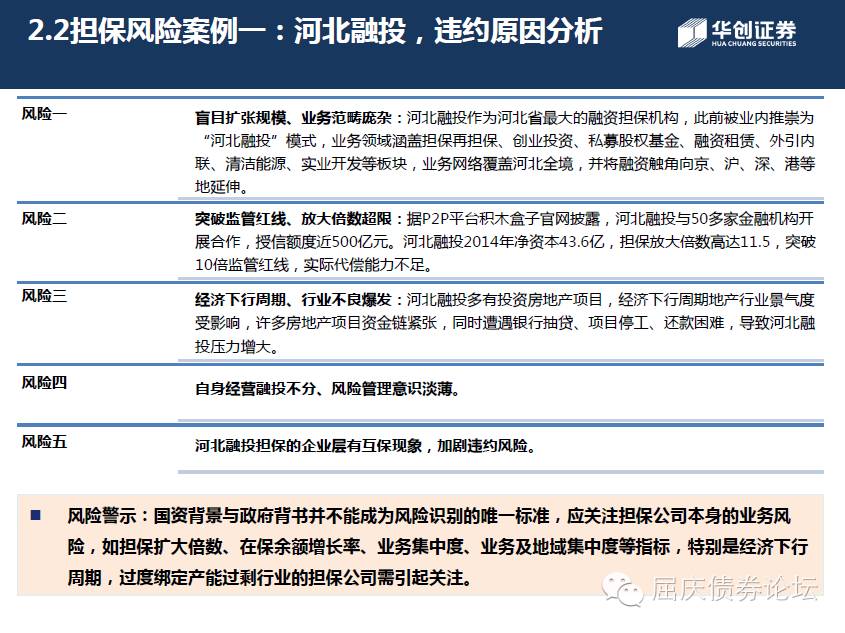 2.2担保风险案例一：河北融投，违约原因分析
华创证券
HUA CHUANG SECURITIES
风险一
盲目扩张规模、业务范畴庞杂：河北融投作为河北省最大的融资担保机构，此前被业内推崇为
“河北融投”模式，业务领域涵盖担保再担保、创业投资、私募股权基金、融资租赁、外引内
联、清洁能源、实业开发等板块，业务网络覆盖河北全境，并将融资触角向京、沪、深、港等
地延伸。
风险二
突破监管红线、放大倍数超限：据P2P平台积木盒子官网披露，河北融投与50多家金融机构开
展合作，授信额度近500亿元。河北融投2014年净资本43.6亿，担保放大倍数高达11.5，突破
10倍监管红线，实际代偿能力不足。
风险三
经济下行周期、行业不良爆发：河北融投多有投资房地产项目，经济下行周期地产行业景气度
受影响，许多房地产项目资金链紧张，同时遭遇银行抽贷、项目停工、还款困难，导致河北融
投压力增大。
风险四
自身经营融投不分、风险管理意识淡薄。
风险五
河北融投担保的企业层有互保现象，加剧违约风险。
■ 风险警示：国资背景与政府背书并不能成为风险识别的唯一标准，应关注担保公司本身的业务风
险，如担保扩大倍数、在保余额增长率、业务集中度、业务及地域集中度等指标，特别是经济下行
周期，过度绑定产能过剩行业的担保公司需引起关注。
屈庆债券论坛